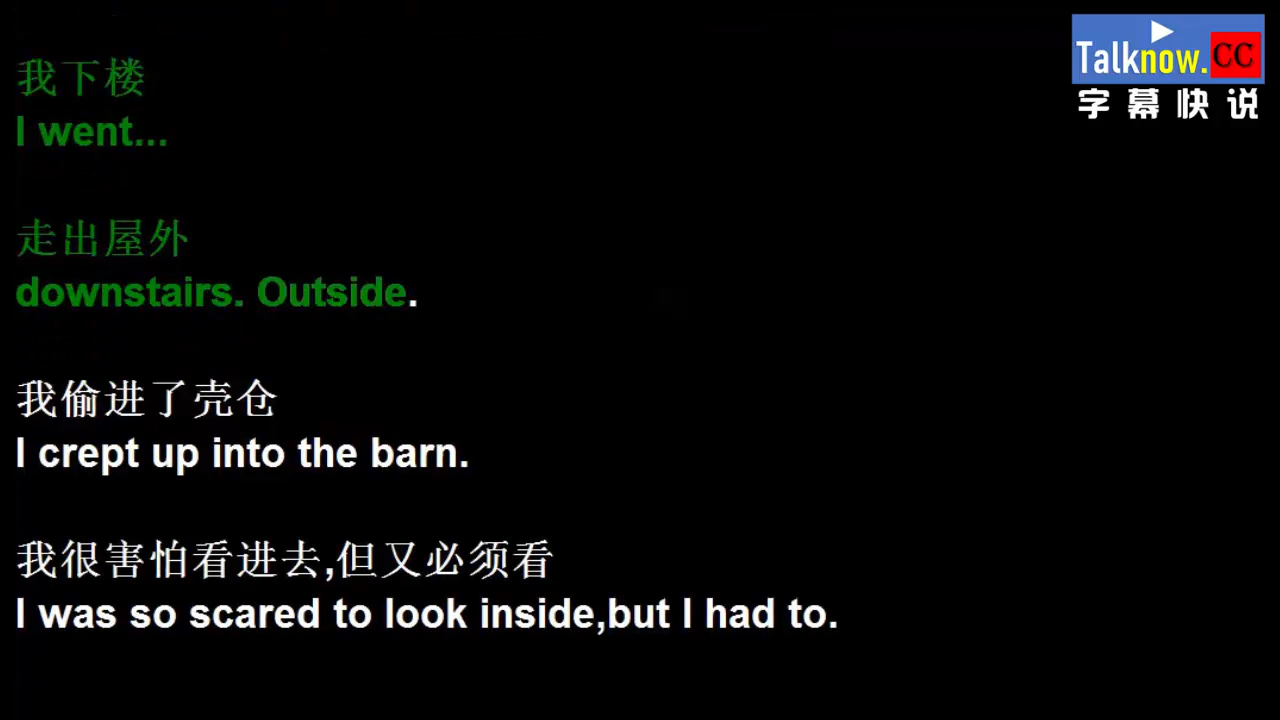 Talknow.CC
字幕快说
我下楼
I went...
走出屋外
downstairs. Outside.
我偷进了壳仓
I crept up into the barn.
我很害怕看进去,但又必须看
I was so scared to look inside,but I had to.